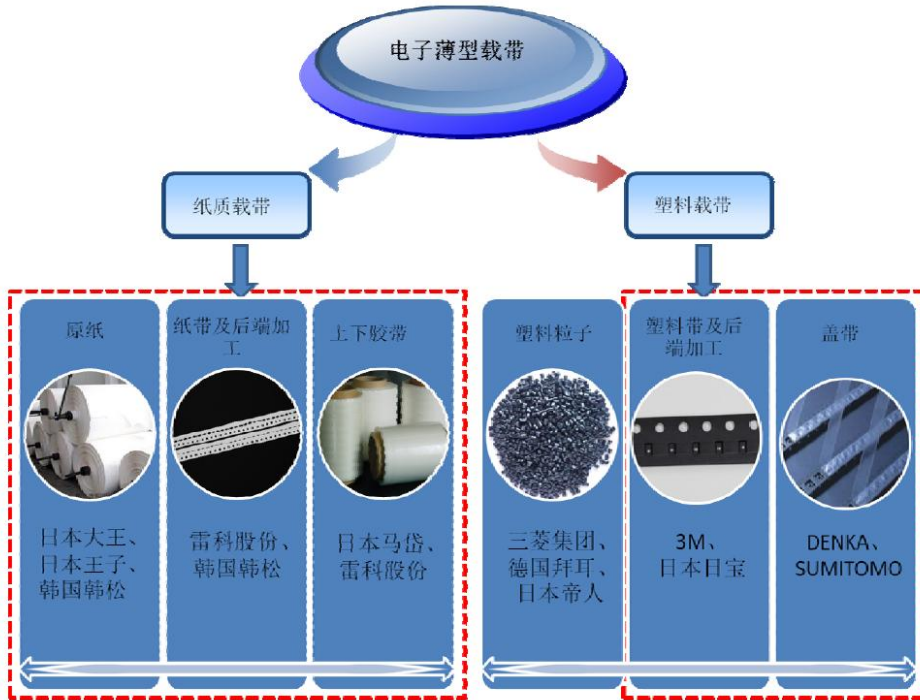 电子薄型载带
纸质载带
塑料载带
原纸
纸带及后端加
工
上下胶带
塑料粒子
塑料带及后
端加工
盖带
日本大王、
日本王子、
韩国韩松
雷科股份、
韩国韩松
日本马岱、
雷科股份
三菱集团、
德国拜耳、
日本帝人
3M、
日本日宝
DENKA、
SUMITOMO